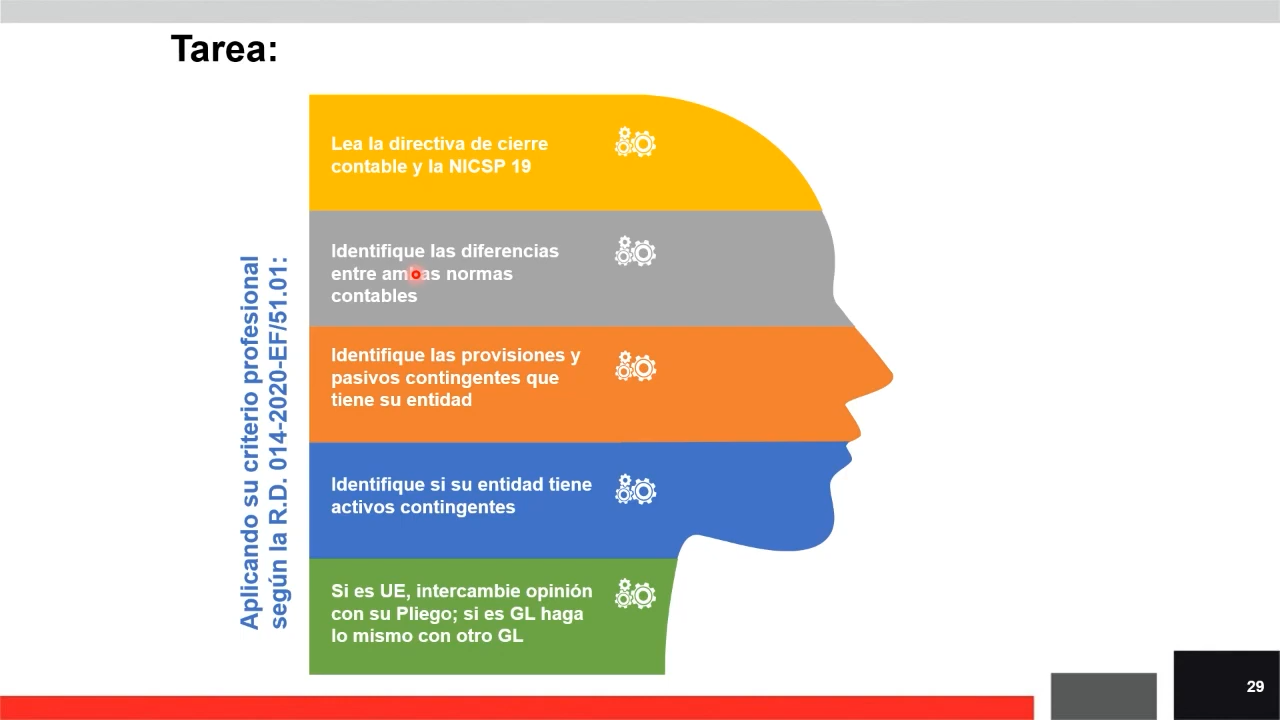 Tarea:
Aplicando su criterio profesional
según la R.D. 014-2020-EF/51.01:
Lea la directiva de cierre
contable y la NICSP 19
Identifique las diferencias
entre ambas normas
contables
Identifique las provisiones y
pasivos contingentes que
tiene su entidad
Identifique si su entidad tiene
activos contingentes
Si es UE, intercambie opinión
con su Pliego; si es GL haga
lo mismo con otro GL
29